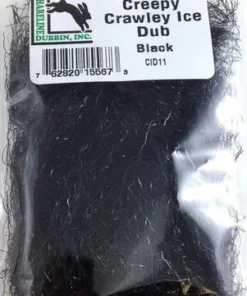 HARELINE
DUBBIN, INC.
Creepy
Crawley Ice
Dub
Black
CID11
7 62820 15567 3